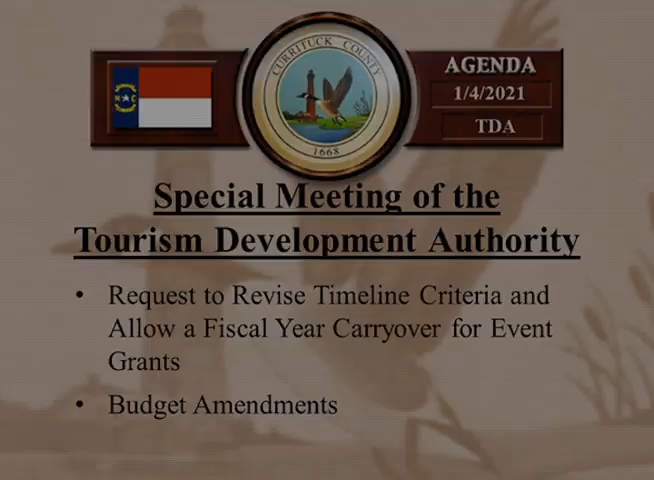 CURRITUCK COUNTY
1668
N C
AGENDA
1/4/2021
TDA
Special Meeting of the
Tourism Development Authority
• Request to Revise Timeline Criteria and
Allow a Fiscal Year Carryover for Event
Grants
• Budget Amendments